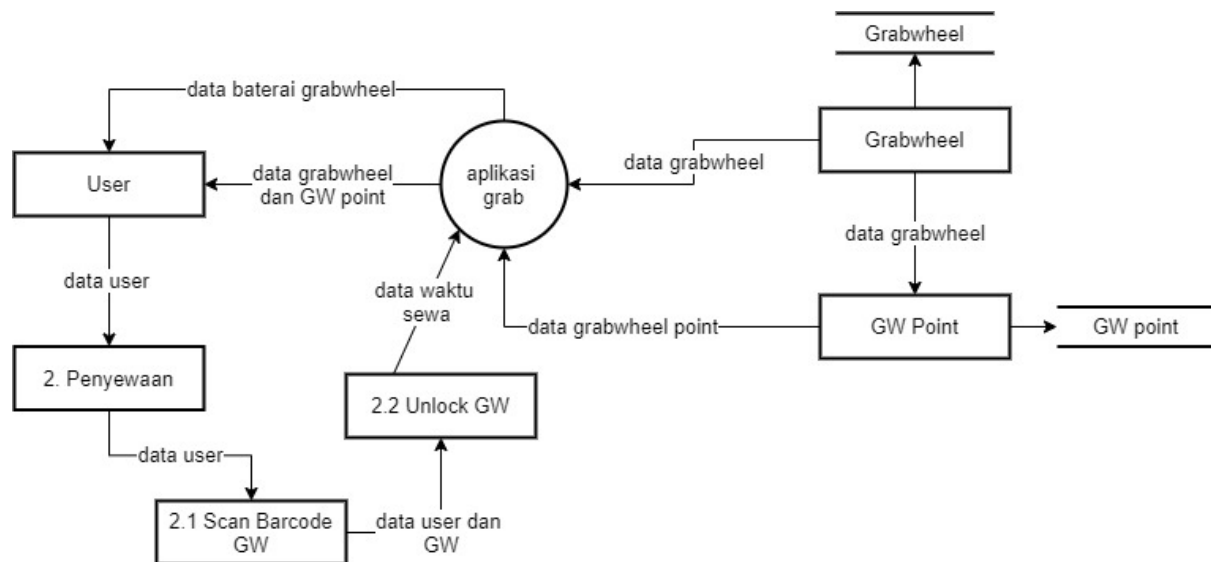 Grabwheel
data baterai grabwheel
Grabwheel
User
data grabwheel
dan GW point
aplikasi
grab
data grabwheel
data grabwheel
data user
data waktu
sewa
data grabwheel point
GW Point
GW point
2. Penyewaan
2.2 Unlock GW
data user
2.1 Scan Barcode
GW
data user dan
GW